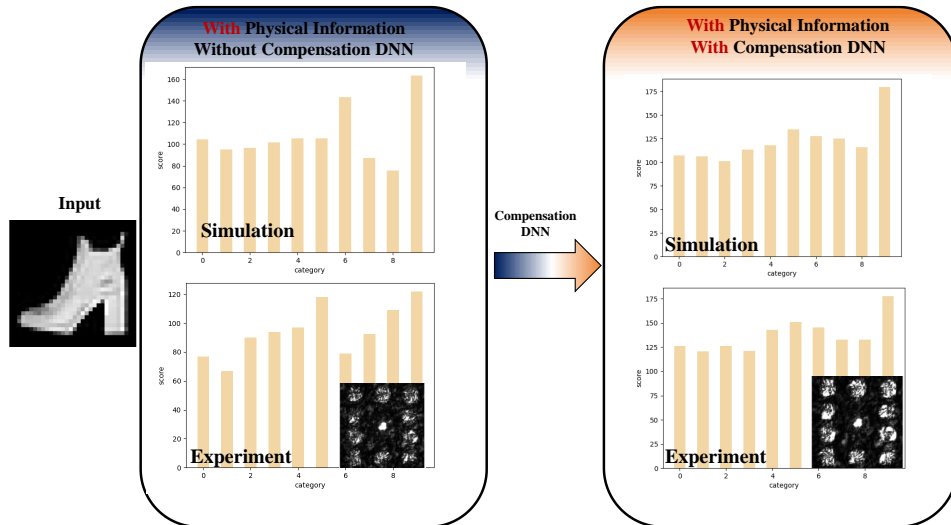 With Physical Information
Without Compensation DNN
160
140
120
100
80
60
40
20
0
score
Simulation
0 2 4 6 8
category
120
100
80
60
40
20
0
score
Experiment
0 2 4 6 8
category
Input
Compensation
DNN
With Physical Information
With Compensation DNN
175
150
125
100
75
50
25
0
score
Simulation
0 2 4 6 8
category
175
150
125
100
75
50
25
0
score
Experiment
0 2 4 6 8
category